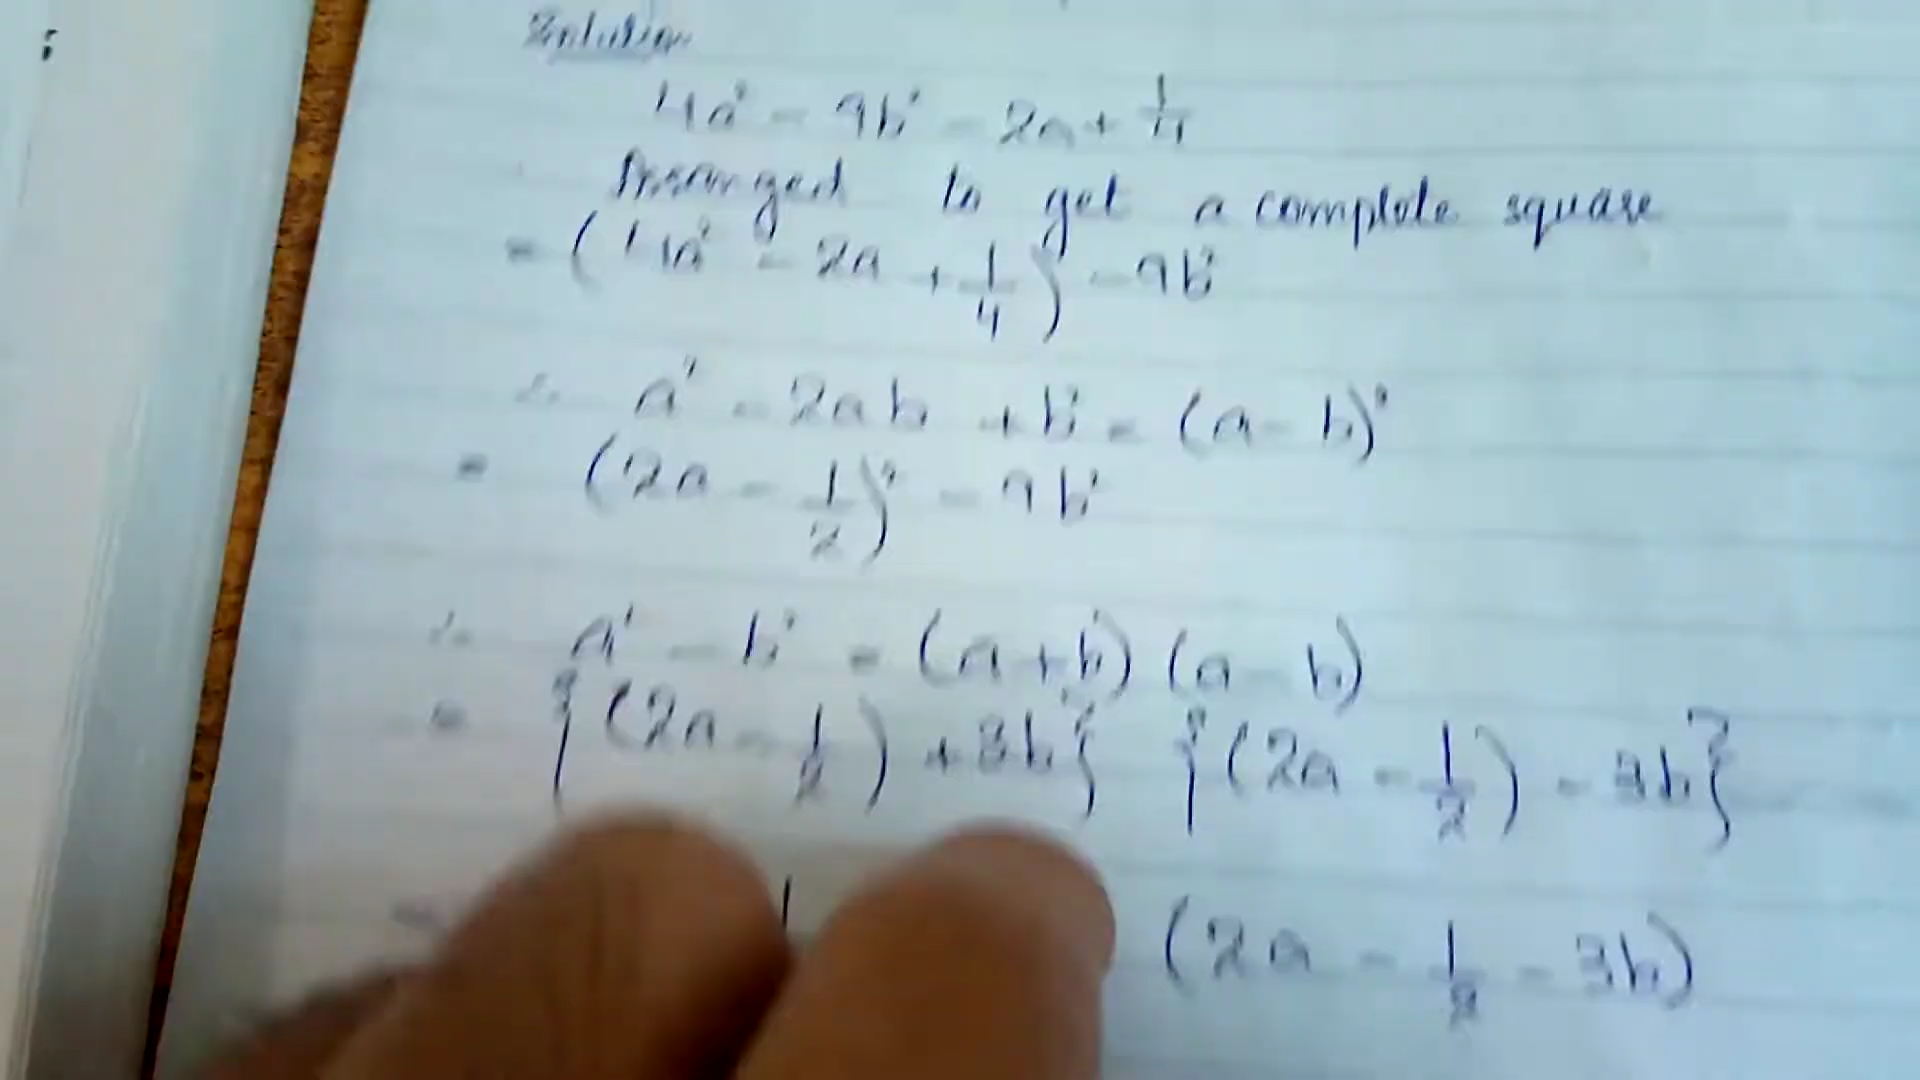 Solution
4a² - 9b² - 2a + 1/4
Arranged to get a complete square
= (4a² - 2a + 1/4) - 9b²
∴ a² - 2ab + b² = (a - b)²
= (2a - 1/2)² - 9b²
∴ a² - b² = (a + b) (a - b)
= {(2a - 1/2) + 3b} {(2a - 1/2) - 3b}
= (2a - 1/2 - 3b)